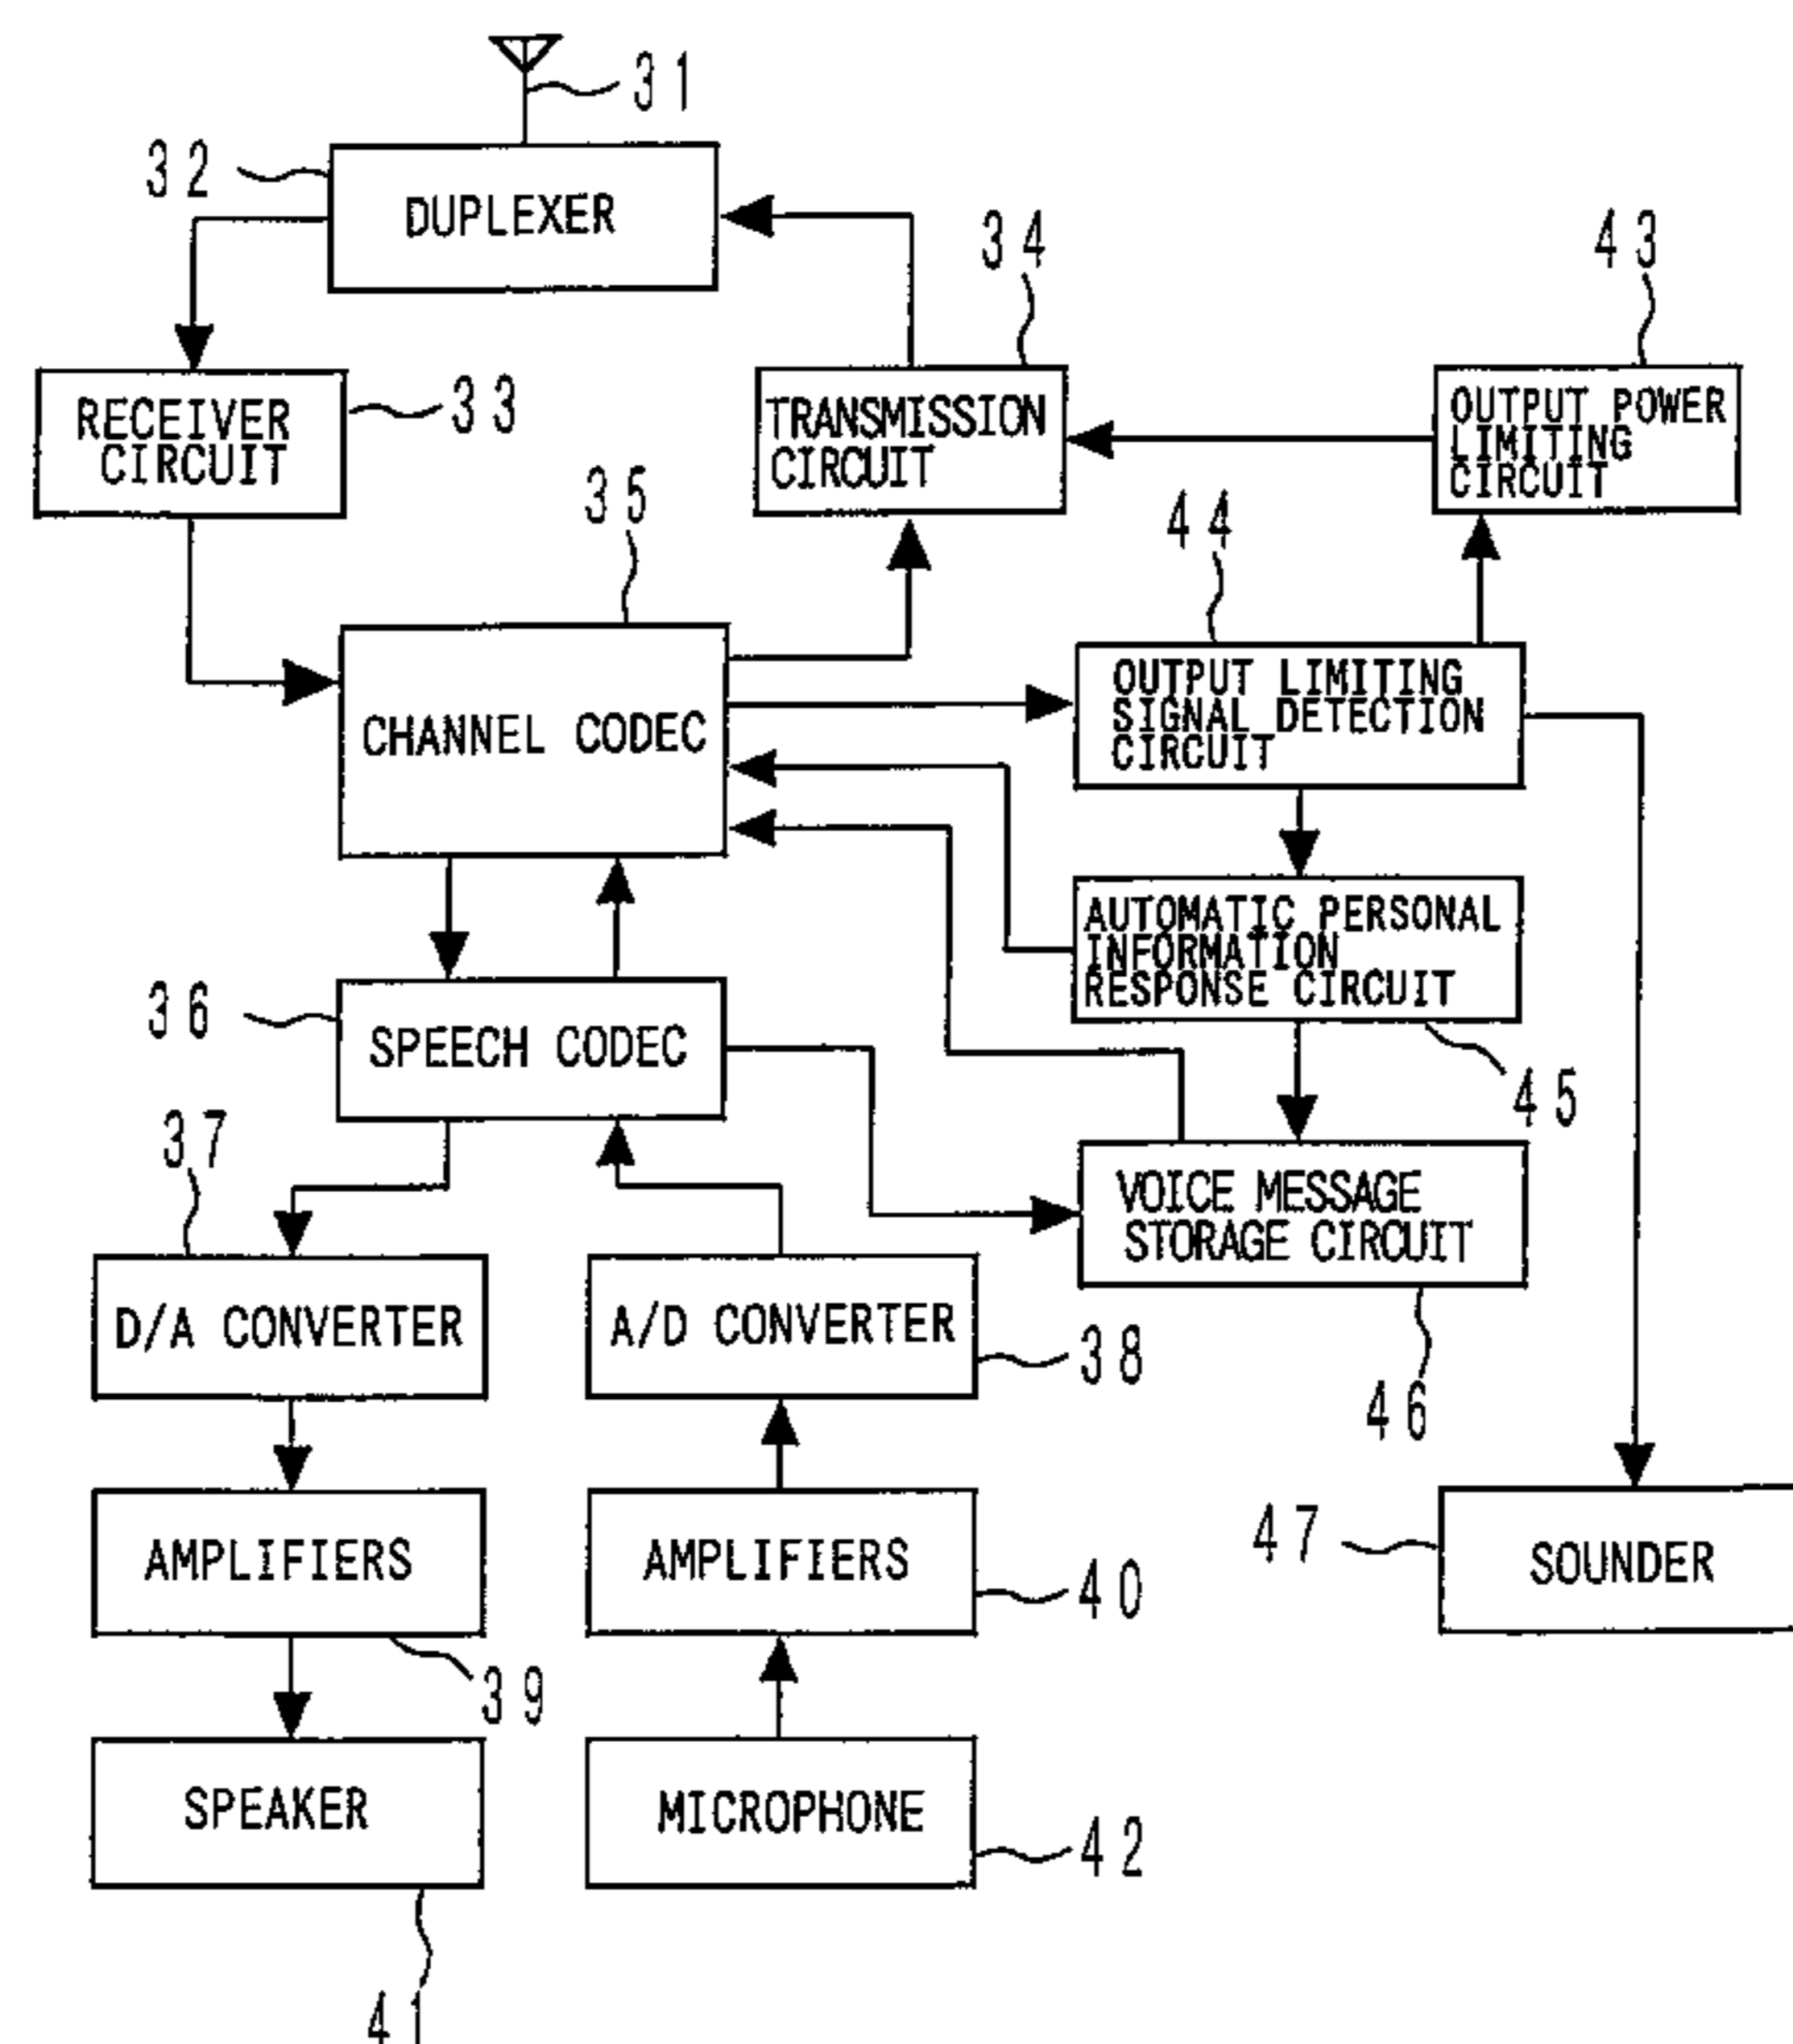 31
32
DUPLEXER
34
43
RECEIVER
CIRCUIT
33
TRANSMISSION
CIRCUIT
OUTPUT POWER
LIMITING
CIRCUIT
35
44
CHANNEL CODEC
OUTPUT LIMITING
SIGNAL DETECTION
CIRCUIT
AUTOMATIC PERSONAL
INFORMATION
RESPONSE CIRCUIT
36
SPEECH CODEC
45
37
VOICE MESSAGE
STORAGE CIRCUIT
D/A CONVERTER
A/D CONVERTER
38
46
AMPLIFIERS
AMPLIFIERS
40
47
SOUNDER
39
SPEAKER
MICROPHONE
42
41